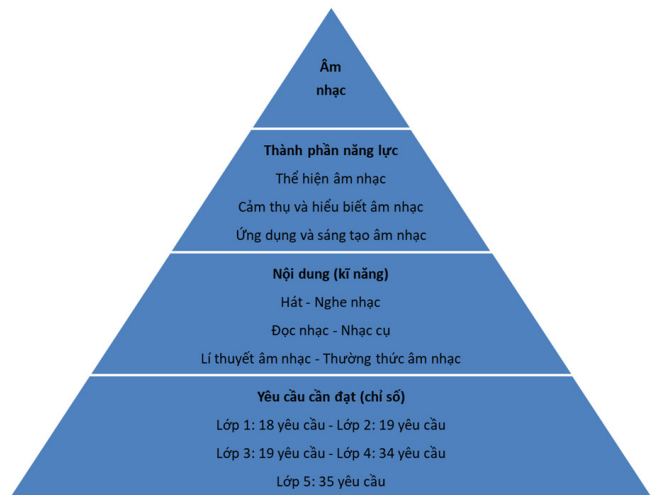 Âm
nhạc
Thành phần năng lực
Thể hiện âm nhạc
Cảm thụ và hiểu biết âm nhạc
Ứng dụng và sáng tạo âm nhạc
Nội dung (kĩ năng)
Hát - Nghe nhạc
Đọc nhạc - Nhạc cụ
Lí thuyết âm nhạc - Thường thức âm nhạc
Yêu cầu cần đạt (chỉ số)
Lớp 1: 18 yêu cầu - Lớp 2: 19 yêu cầu
Lớp 3: 19 yêu cầu - Lớp 4: 34 yêu cầu
Lớp 5: 35 yêu cầu